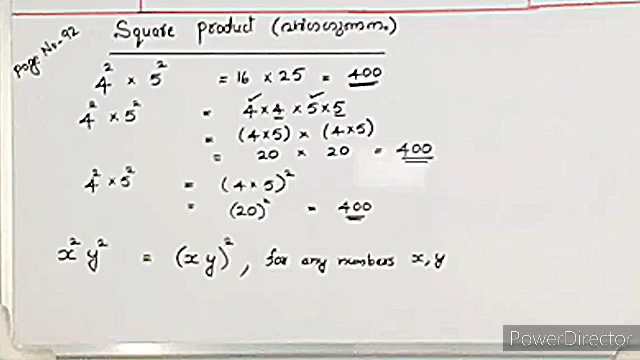 Page No-92
Square product (വർഗഗുണനം)
4² × 5² = 16 × 25 = 400
4² × 5² = 4 × 4 × 5 × 5
= (4×5) × (4×5)
= 20 × 20 = 400
4² × 5² = (4 × 5)²
= (20)² = 400
x² y² = (x y)², for any numbers x, y
PowerDirector